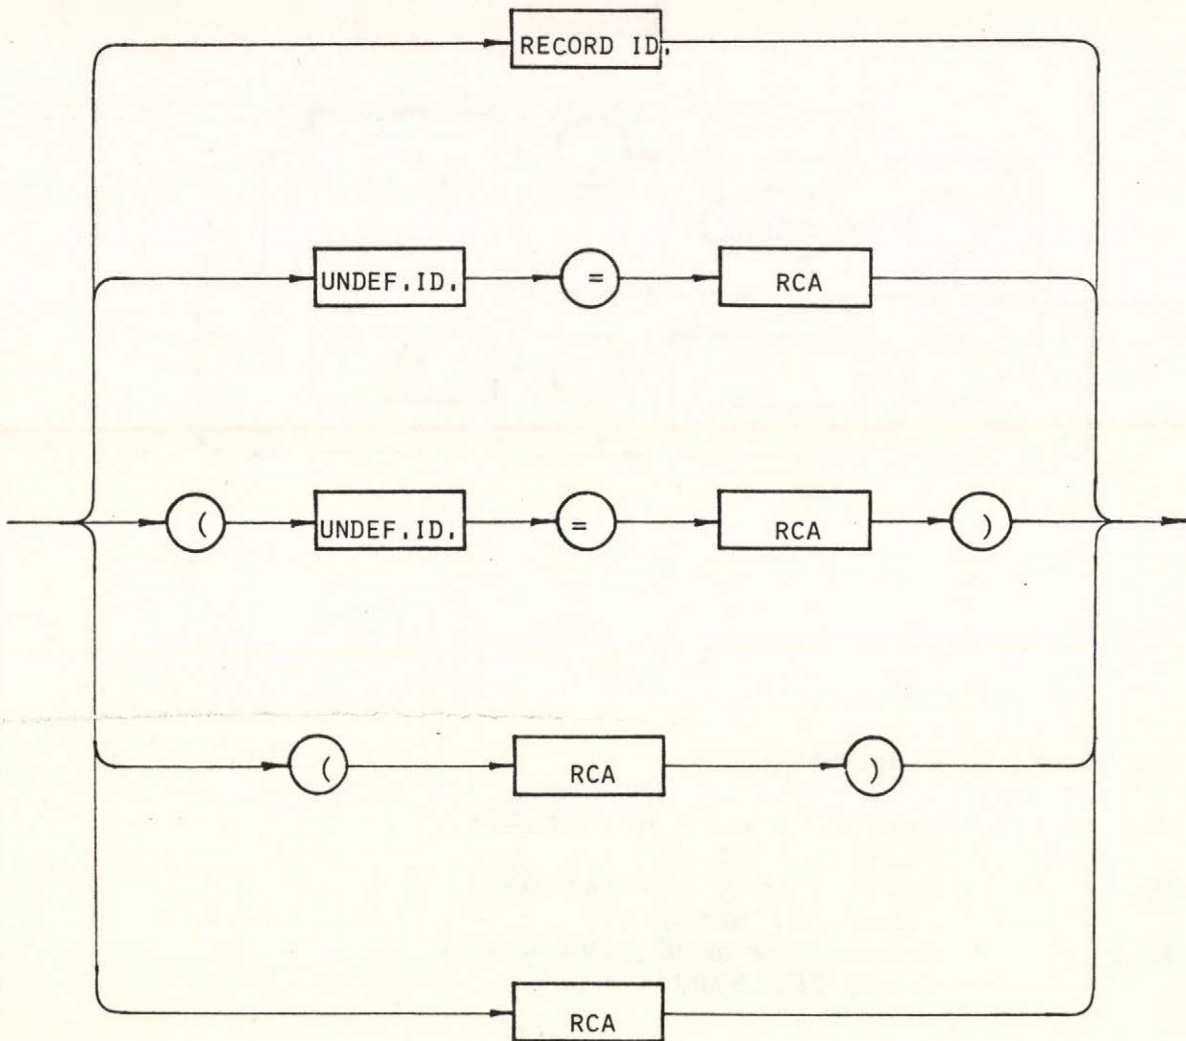 RECORD ID.
UNDEF.ID. = RCA
( UNDEF.ID. = RCA )
( RCA )
RCA